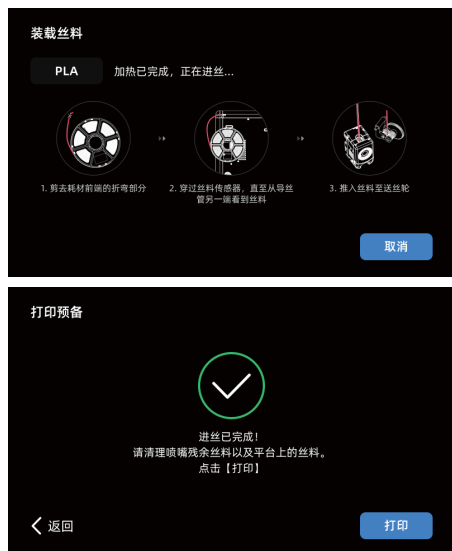 装载丝料
PLA 加热已完成，正在进丝...
1. 剪去耗材前端的折弯部分
2. 穿过丝料传感器，直至从导丝
管另一端看到丝料
3. 推入丝料至送丝轮
取消
打印预备
进丝已完成！
请清理喷嘴残余丝料以及平台上的丝料。
点击【打印】
返回
打印